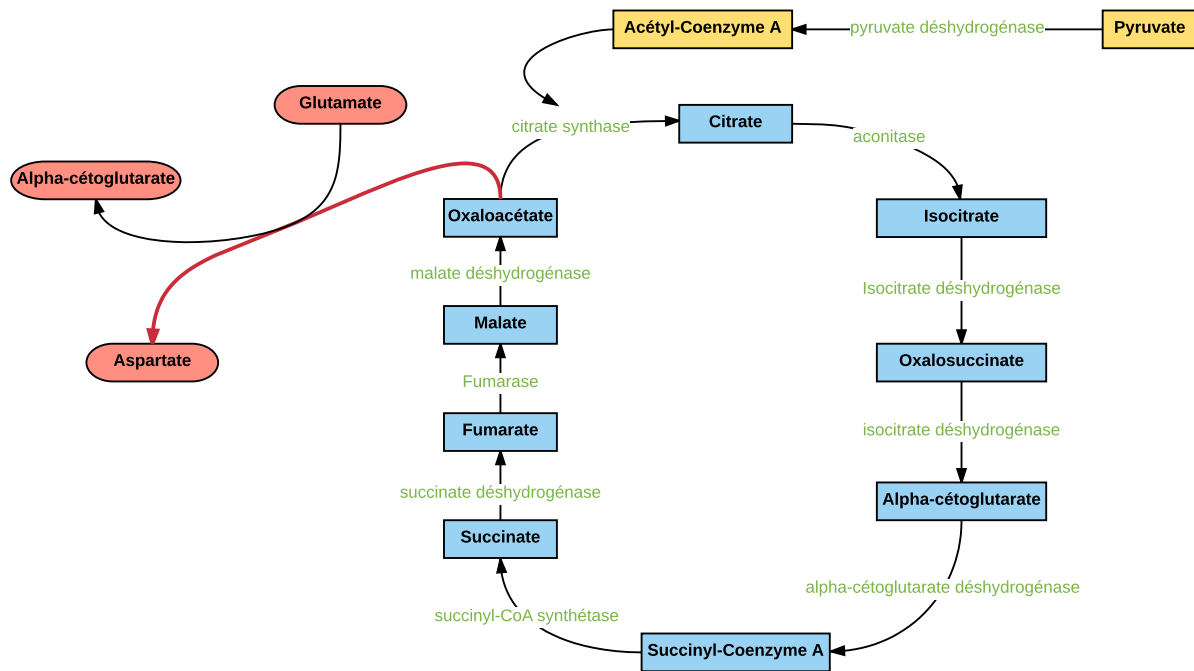 Acétyl-Coenzyme A
pyruvate déshydrogénase
Pyruvate
Glutamate
citrate synthase
Citrate
aconitase
Alpha-cétoglutarate
Oxaloacétate
Isocitrate
malate déshydrogénase
Isocitrate déshydrogénase
Malate
Aspartate
Oxalosuccinate
Fumarase
Fumarate
isocitrate déshydrogénase
succinate déshydrogénase
Alpha-cétoglutarate
Succinate
alpha-cétoglutarate déshydrogénase
succinyl-CoA synthétase
Succinyl-Coenzyme A